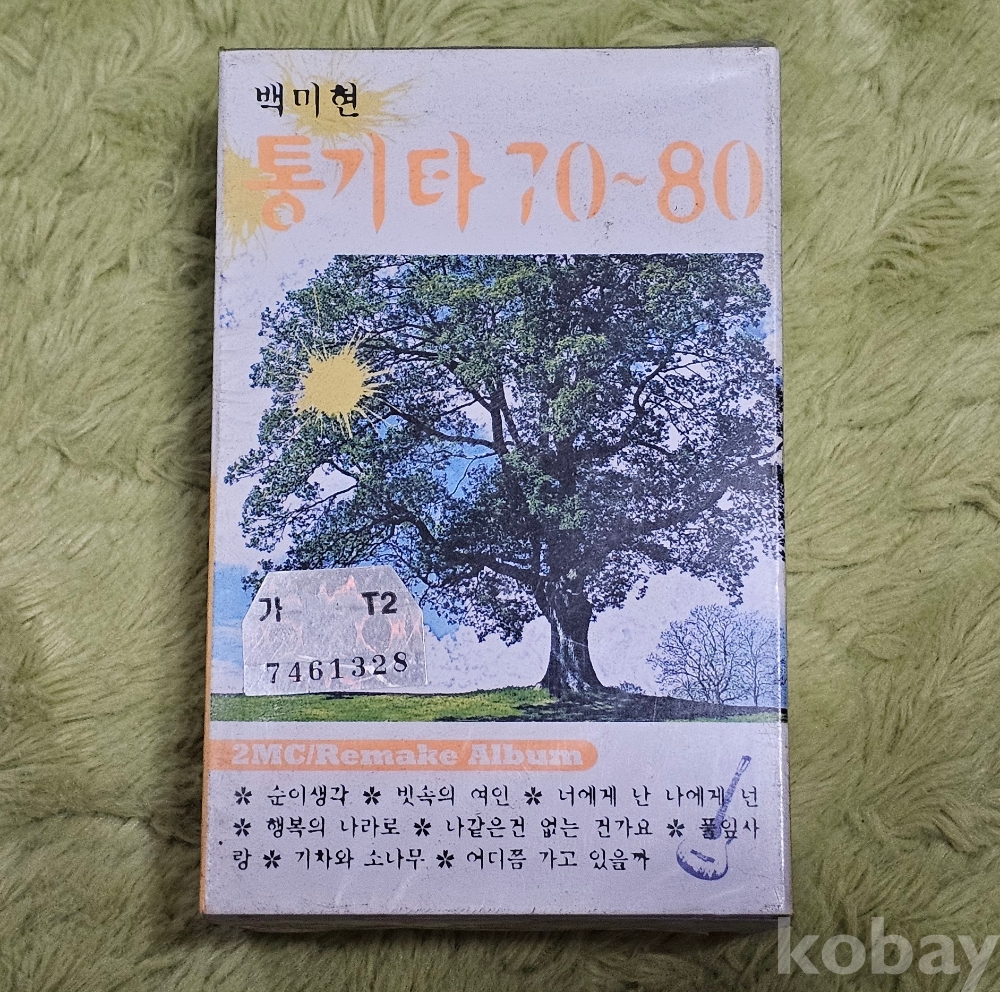 백미현
통기타 70~80
가 T2
7461328
2MC/Remake Album
✽ 순이생각 ✽ 빗속의 여인 ✽ 너에게 난 나에게 넌
✽ 행복의 나라로 ✽ 나같은건 없는 건가요 ✽ 풀잎사
랑 ✽ 기차와 소나무 ✽ 어디쯤 가고 있을까
kobay